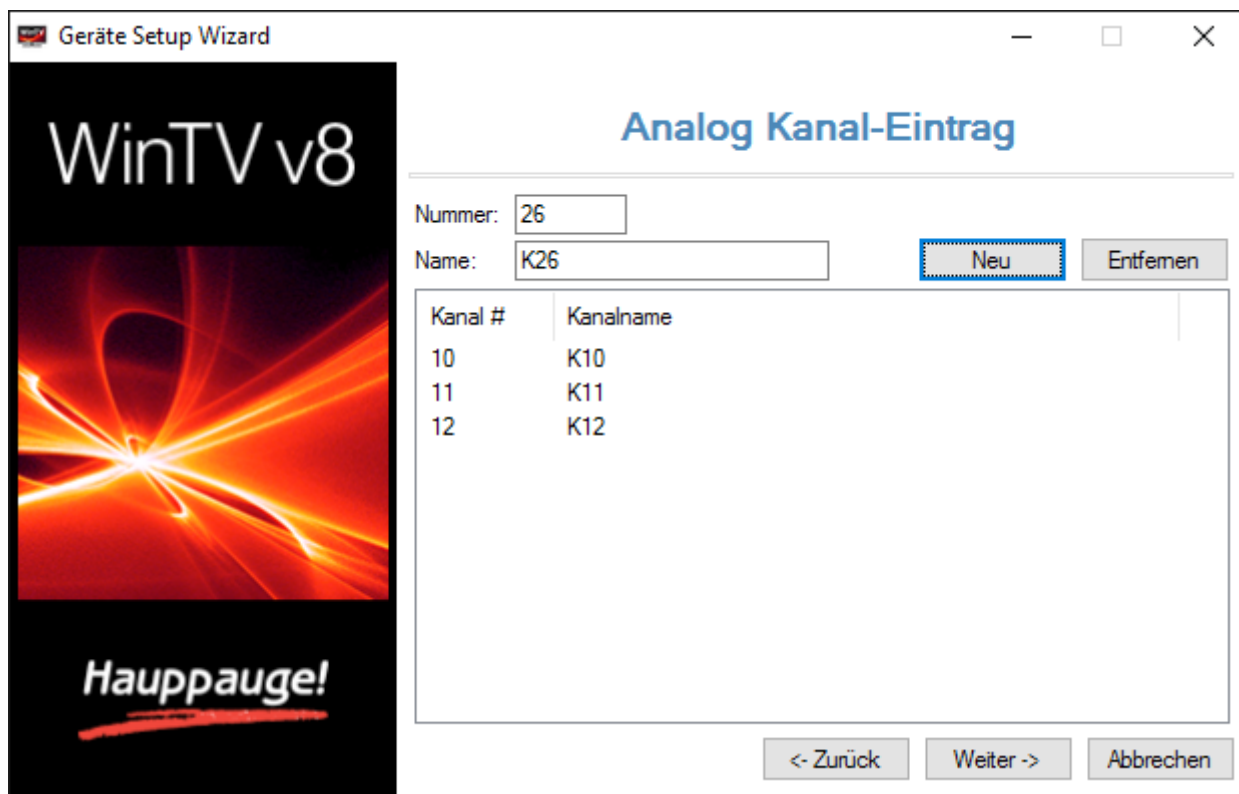 Geräte Setup Wizard
WinTV v8
Analog Kanal-Eintrag
Nummer: 26
Name: K26 Neu Entfernen
Kanal # Kanalname
10 K10
11 K11
12 K12
Hauppauge!
<- Zurück Weiter -> Abbrechen